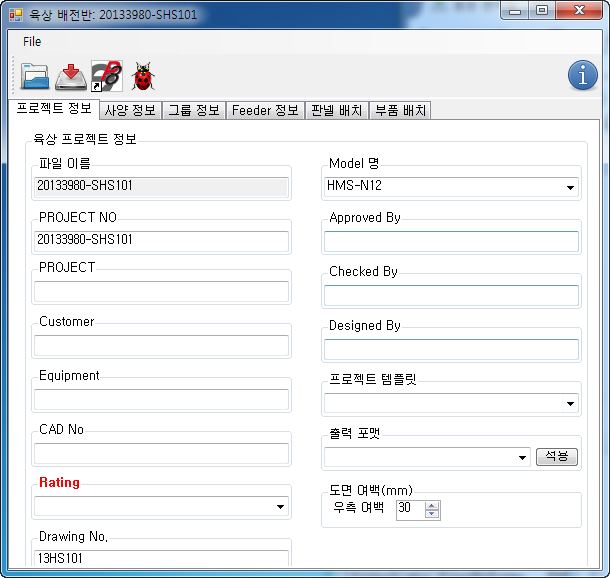 육상 배전반: 20133980-SHS101
File
프로젝트 정보 사양 정보 그룹 정보 Feeder 정보 판넬 배치 부품 배치
육상 프로젝트 정보
파일 이름
20133980-SHS101
PROJECT NO
20133980-SHS101
PROJECT
Customer
Equipment
CAD No
Rating
Drawing No.
13HS101
Model 명
HMS-N12
Approved By
Checked By
Designed By
프로젝트 템플릿
출력 포맷
적용
도면 여백(mm)
우측 여백 30